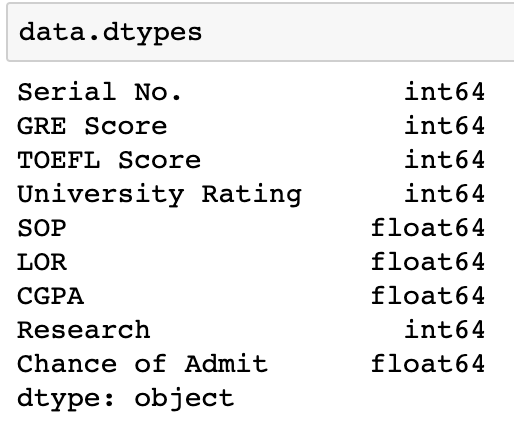 data.dtypes
Serial No. int64
GRE Score int64
TOEFL Score int64
University Rating int64
SOP float64
LOR float64
CGPA float64
Research int64
Chance of Admit float64
dtype: object